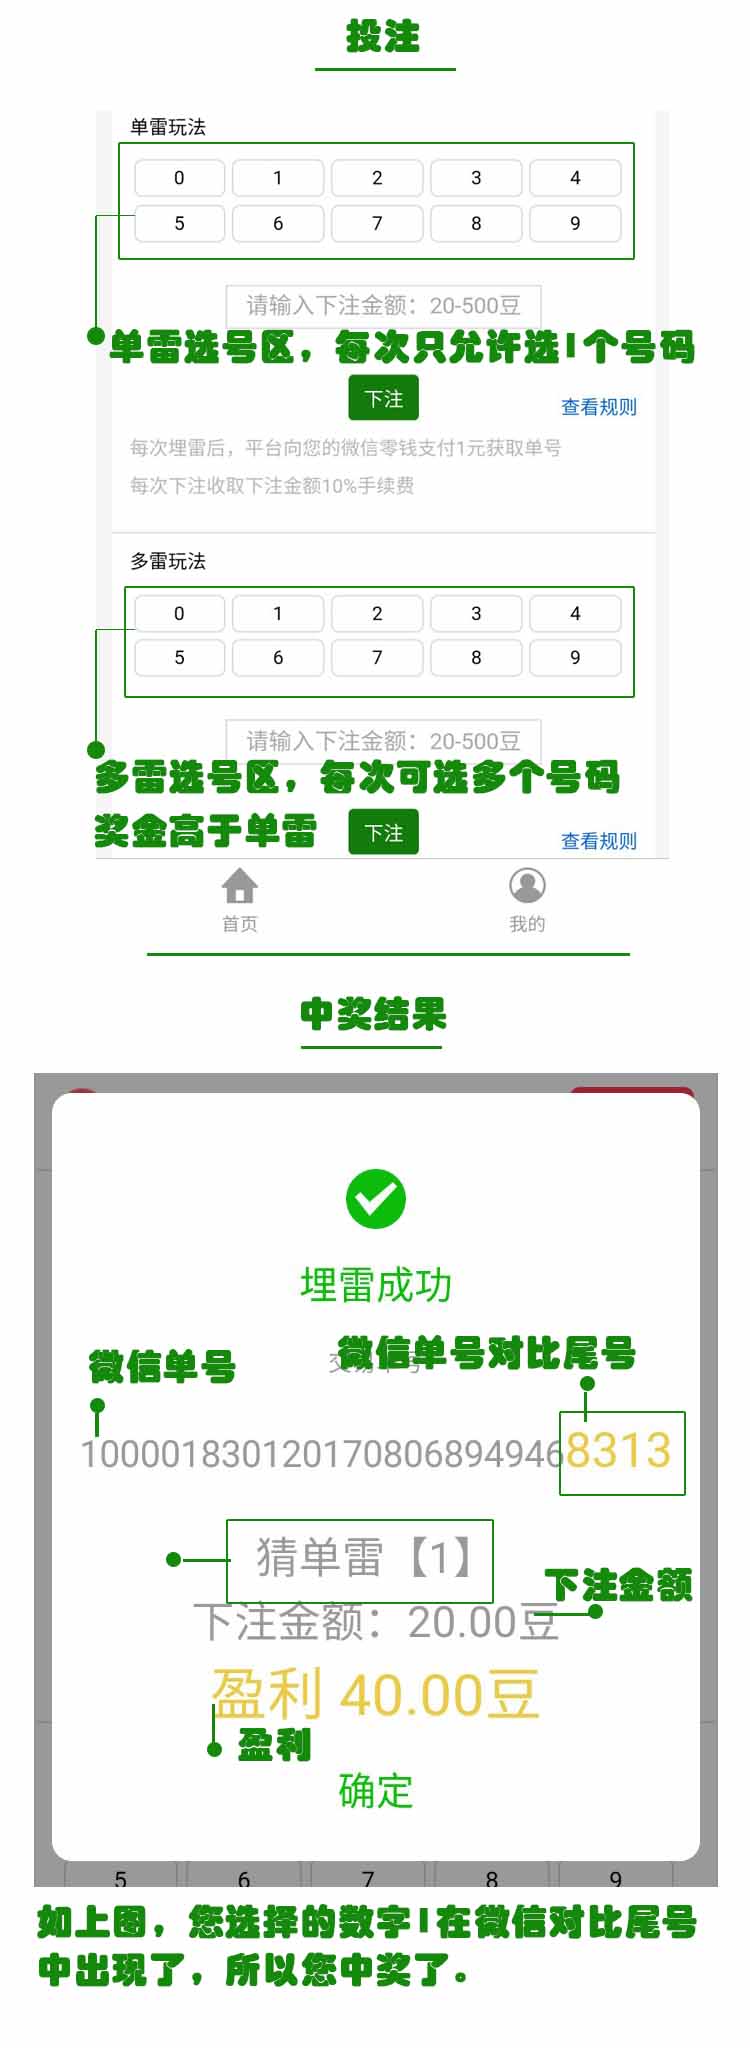 投注
单雷玩法
0 1 2 3 4
5 6 7 8 9
请输入下注金额：20-500豆
单雷选号区，每次只允许选1个号码
下注
查看规则
每次埋雷后，平台向您的微信零钱支付1元获取单号
每次下注收取下注金额10%手续费
多雷玩法
0 1 2 3 4
5 6 7 8 9
请输入下注金额：20-500豆
多雷选号区，每次可选多个号码
奖金高于单雷
下注
查看规则
首页 我的
中奖结果
埋雷成功
微信单号对比尾号
微信单号
1000018301201708068949468313
猜单雷【1】
下注金额
下注金额：20.00豆
盈利 40.00豆
盈利
确定
5 6 7 8 9
如上图，您选择的数字1在微信对比尾号
中出现了，所以您中奖了。